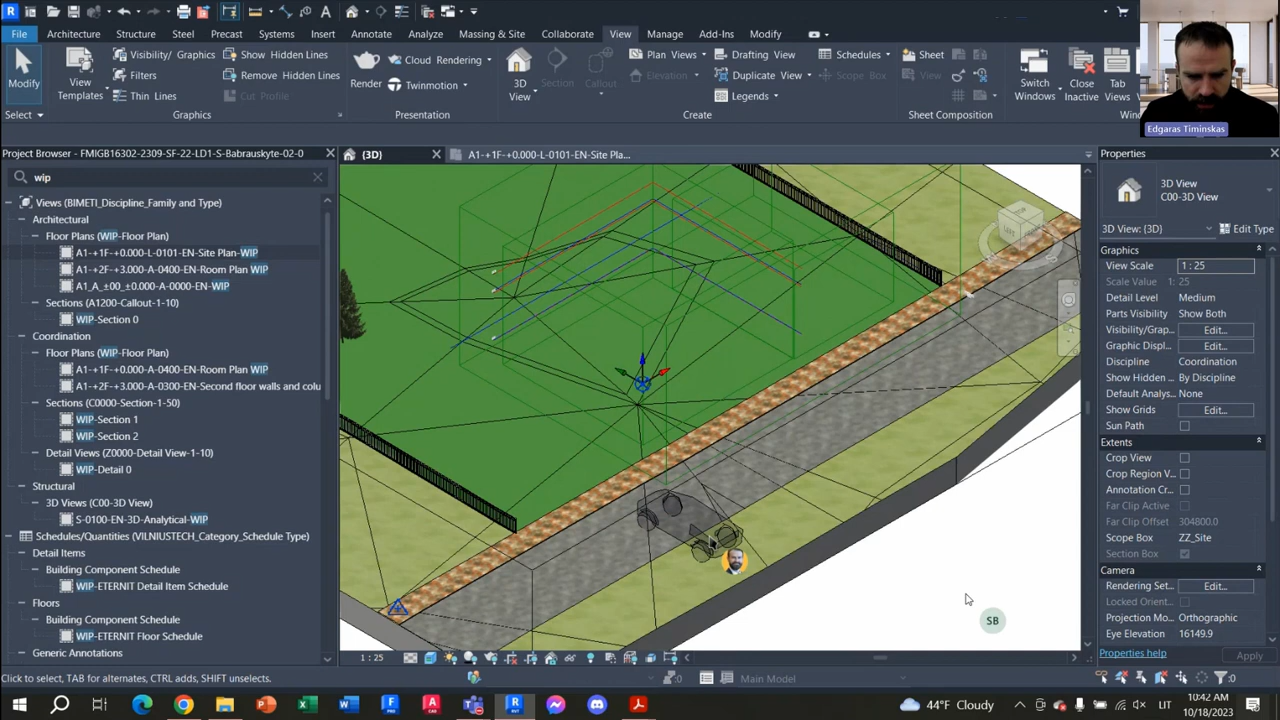 File Architecture Structure Steel Precast Systems Insert Annotate Analyze Massing & Site Collaborate View Manage Add-Ins Modify
Modify
View Templates
Visibility/ Graphics
Filters
Thin Lines
Show Hidden Lines
Remove Hidden Lines
Cut Profile
Render
Cloud Rendering
Twinmotion
3D View
Section
Callout
Plan Views
Elevation
Drafting View
Duplicate View
Legends
Schedules
Scope Box
Sheet
View
Switch Windows
Close Inactive
Tab Views
Select
Graphics
Presentation
Create
Sheet Composition
Edgaras Timinskas
Project Browser - FMIGB16302-2309-SF-22-LD1-S-Babrauskyte-02-0
{3D}
A1-+1F-+0.000-L-0101-EN-Site Pla...
Properties
wip
Views (BIMETI_Discipline_Family and Type)
Architectural
Floor Plans (WIP-Floor Plan)
A1-+1F-+0.000-L-0101-EN-Site Plan-WIP
A1-+2F-+3.000-A-0400-EN-Room Plan WIP
A1_A_±00_±0.000-A-0000-EN-WIP
Sections (A1200-Callout-1-10)
WIP-Section 0
Coordination
Floor Plans (WIP-Floor Plan)
A1-+1F-+0.000-A-0400-EN-Room Plan WIP
A1-+2F-+3.000-A-0300-EN-Second floor walls and colu
Sections (C0000-Section-1-50)
WIP-Section 1
WIP-Section 2
Detail Views (Z0000-Detail View-1-10)
WIP-Detail 0
Structural
3D Views (C00-3D View)
S-0100-EN-3D-Analytical-WIP
Schedules/Quantities (VILNIUSTECH_Category_Schedule Type)
Detail Items
Building Component Schedule
WIP-ETERNIT Detail Item Schedule
Floors
Building Component Schedule
WIP-ETERNIT Floor Schedule
Generic Annotations
SB
3D View
C00-3D View
3D View: {3D}
Edit Type
Graphics
View Scale 1 : 25
Scale Value 1: 25
Detail Level Medium
Parts Visibility Show Both
Visibility/Grap... Edit...
Graphic Displ... Edit...
Discipline Coordination
Show Hidden ... By Discipline
Default Analys... None
Show Grids Edit...
Sun Path
Extents
Crop View
Crop Region V...
Annotation Cr...
Far Clip Active
Far Clip Offset 304800.0
Scope Box ZZ_Site
Section Box
Camera
Rendering Set... Edit...
Locked Orient...
Projection Mo... Orthographic
Eye Elevation 16149.9
Properties help
Apply
1 : 25
Click to select, TAB for alternates, CTRL adds, SHIFT unselects.
:0
Main Model
:0
44°F Cloudy
LIT
10:42 AM
10/18/2023